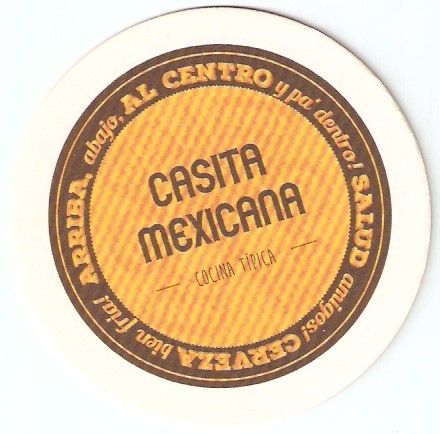 CASITA
MEXICANA
COCINA TÍPICA
ARRIBA, abajo, AL CENTRO y pa' dentro! SALUD amigos! CERVEZA bien fría!